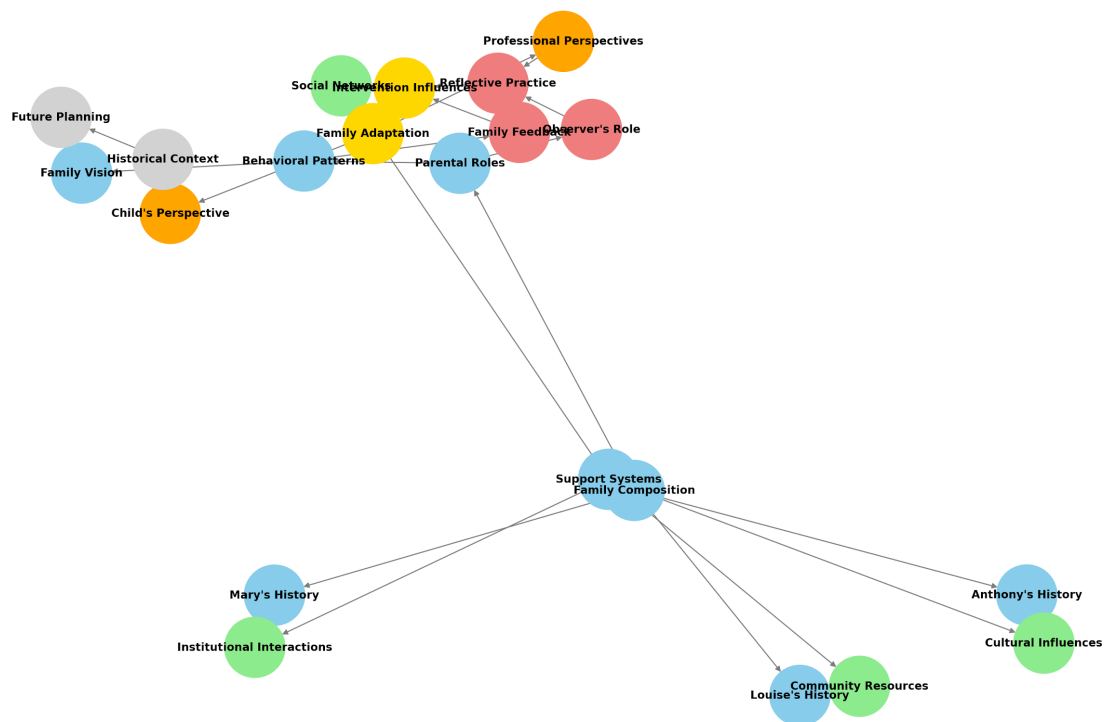 Professional Perspectives
Social Networks
Intervention Influences
Reflective Practice
Future Planning
Family Adaptation
Family Feedback
Observer's Role
Historical Context
Behavioral Patterns
Parental Roles
Family Vision
Child's Perspective
Support Systems
Family Composition
Mary's History
Anthony's History
Institutional Interactions
Cultural Influences
Community Resources
Louise's History